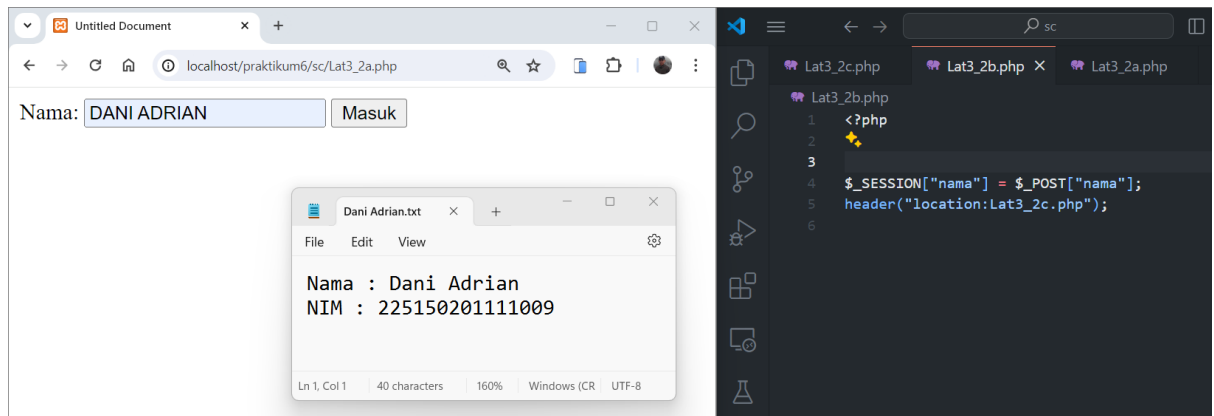 Untitled Document
localhost/praktikum6/sc/Lat3_2a.php
Nama: DANI ADRIAN Masuk
Dani Adrian.txt
File Edit View
Nama : Dani Adrian
NIM : 225150201111009
Ln 1, Col 1 40 characters 160% Windows (CR UTF-8
sc
Lat3_2c.php Lat3_2b.php Lat3_2a.php
Lat3_2b.php
1 <?php
2
3
4 $_SESSION["nama"] = $_POST["nama"];
5 header("location:Lat3_2c.php");
6